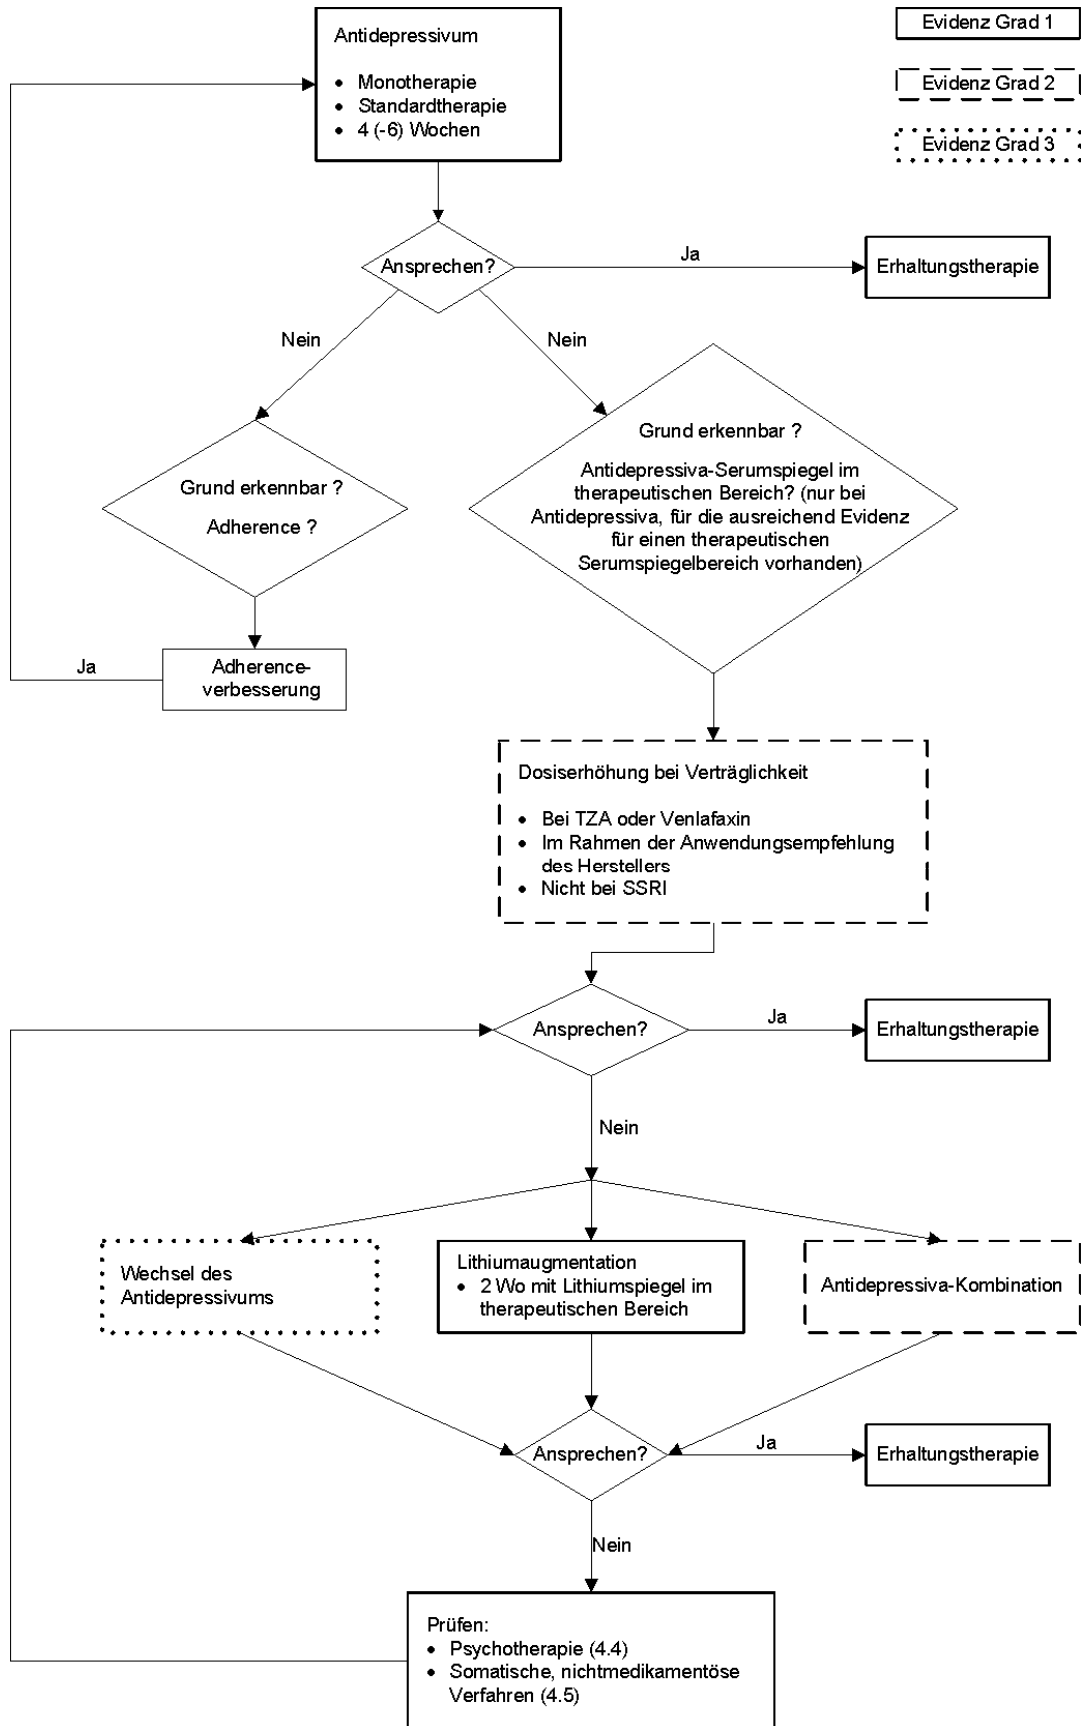 Antidepressivum
• Monotherapie
• Standardtherapie
• 4 (-6) Wochen
Evidenz Grad 1
Evidenz Grad 2
Evidenz Grad 3
Ansprechen?
Ja
Erhaltungstherapie
Nein
Nein
Grund erkennbar ?
Adherence ?
Grund erkennbar ?
Antidepressiva-Serumspiegel im
therapeutischen Bereich? (nur bei
Antidepressiva, für die ausreichend Evidenz
für einen therapeutischen
Serumspiegelbereich vorhanden)
Ja
Adherence-
verbesserung
Dosiserhöhung bei Verträglichkeit
• Bei TZA oder Venlafaxin
• Im Rahmen der Anwendungsempfehlung
des Herstellers
• Nicht bei SSRI
Ansprechen?
Ja
Erhaltungstherapie
Nein
Wechsel des
Antidepressivums
Lithiumaugmentation
• 2 Wo mit Lithiumspiegel im
therapeutischen Bereich
Antidepressiva-Kombination
Ansprechen?
Ja
Erhaltungstherapie
Nein
Prüfen:
• Psychotherapie (4.4)
• Somatische, nichtmedikamentöse
Verfahren (4.5)